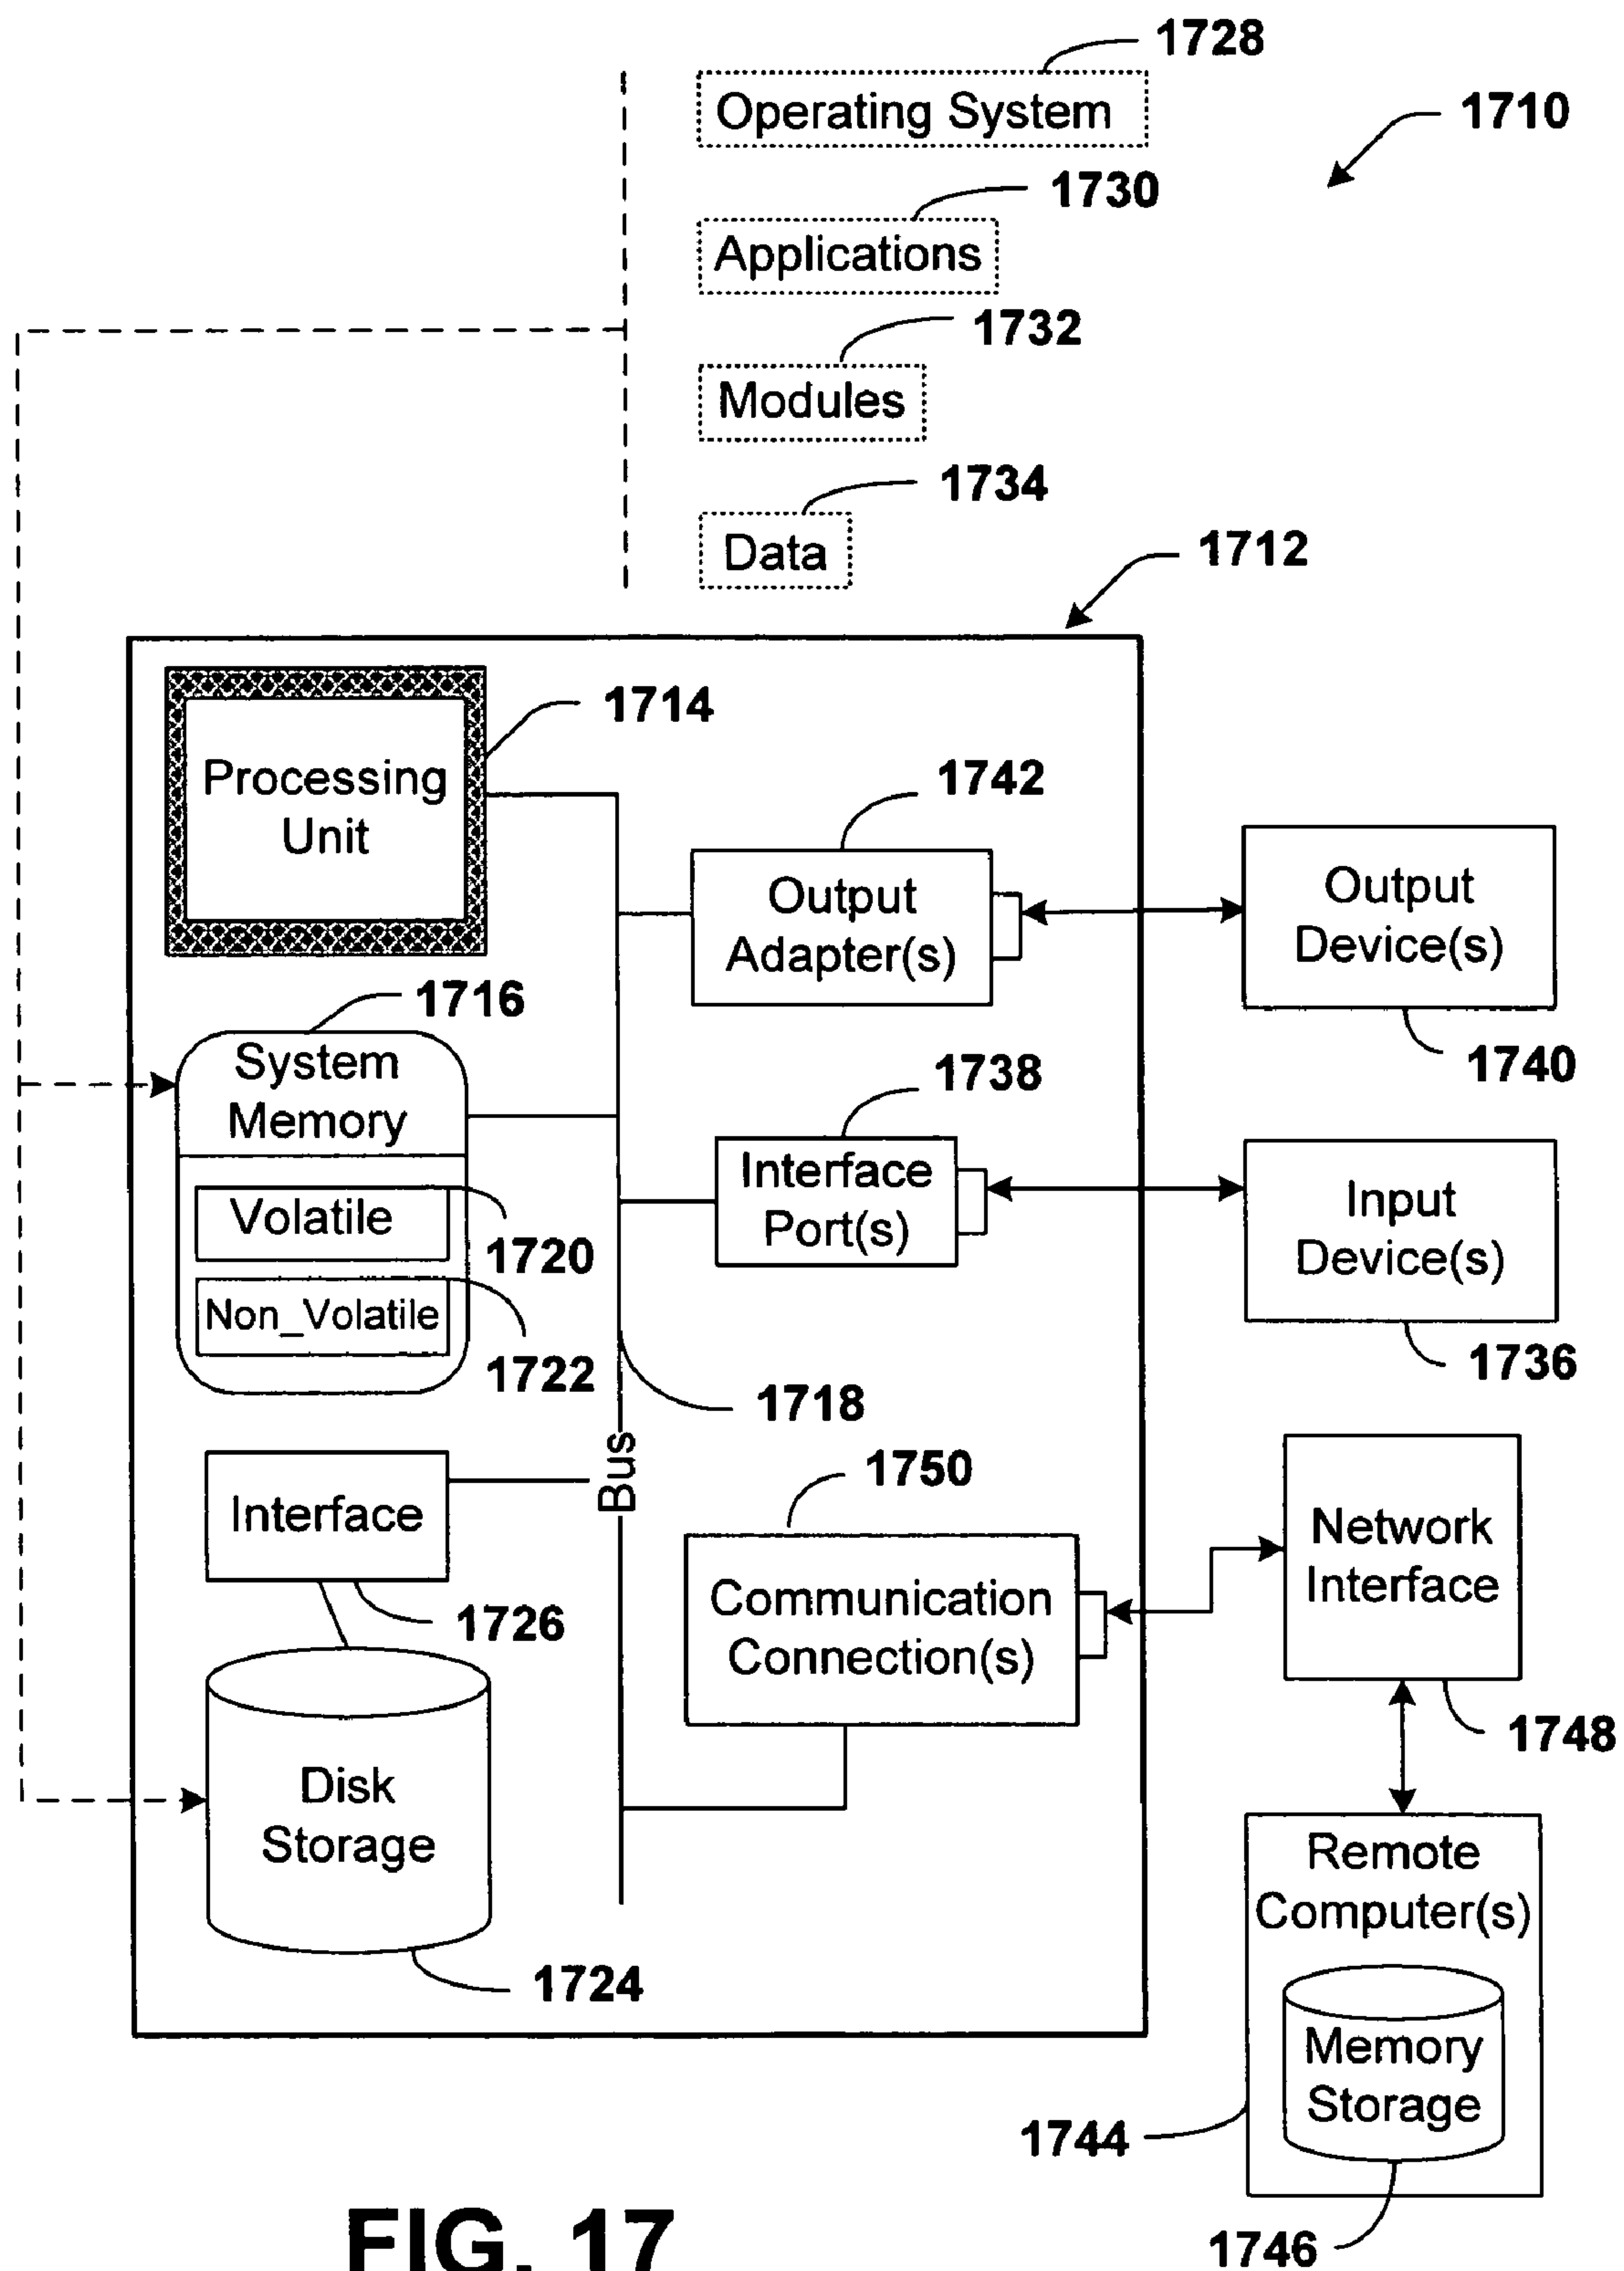 1728
Operating System
1710
1730
Applications
1732
Modules
1734
Data
1712
1714
Processing
Unit
1742
Output
Adapter(s)
Output
Device(s)
1740
1716
System
Memory
Volatile
1720
Non_Volatile
1722
1738
Interface
Port(s)
Input
Device(s)
1736
1718
Bus
Interface
1726
1750
Communication
Connection(s)
Network
Interface
1748
Disk
Storage
1724
Remote
Computer(s)
Memory
Storage
1744
1746
FIG. 17